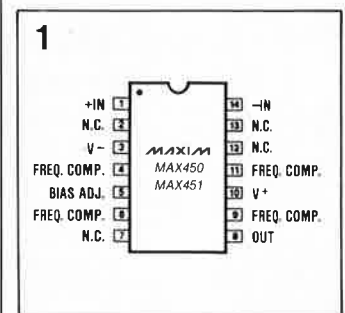 1
+IN 1 14 -IN
N.C. 2 13 N.C.
V- 3 12 N.C.
FREQ. COMP. 4 11 FREQ. COMP.
BIAS ADJ. 5 10 V+
FREQ. COMP. 6 9 FREQ. COMP.
N.C. 7 8 OUT
MAXIM
MAX450
MAX451